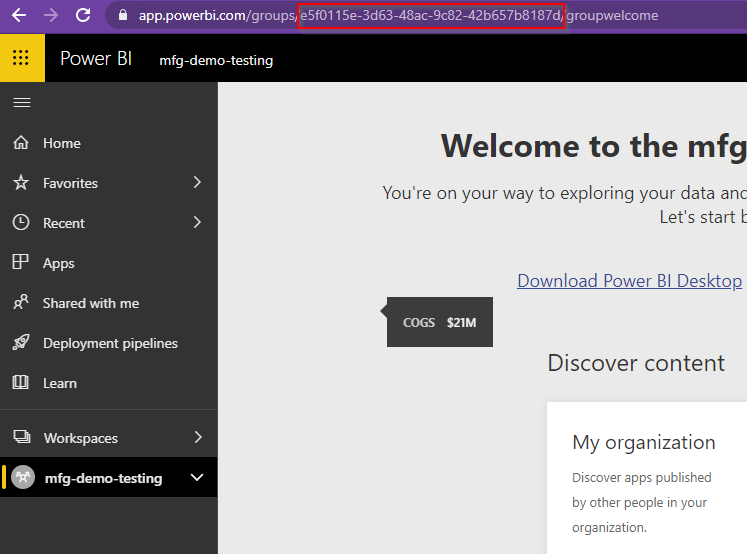 app.powerbi.com/groups/e5f0115e-3d63-48ac-9c82-42b657b8187d/groupwelcome
Power BI mfg-demo-testing
Home
Favorites
Recent
Apps
Shared with me
Deployment pipelines
Learn
Workspaces
mfg-demo-testing
Welcome to the mfg
You're on your way to exploring your data and
Let's start b
Download Power BI Desktop
COGS $21M
Discover content
My organization
Discover apps published
by other people in your
organization.